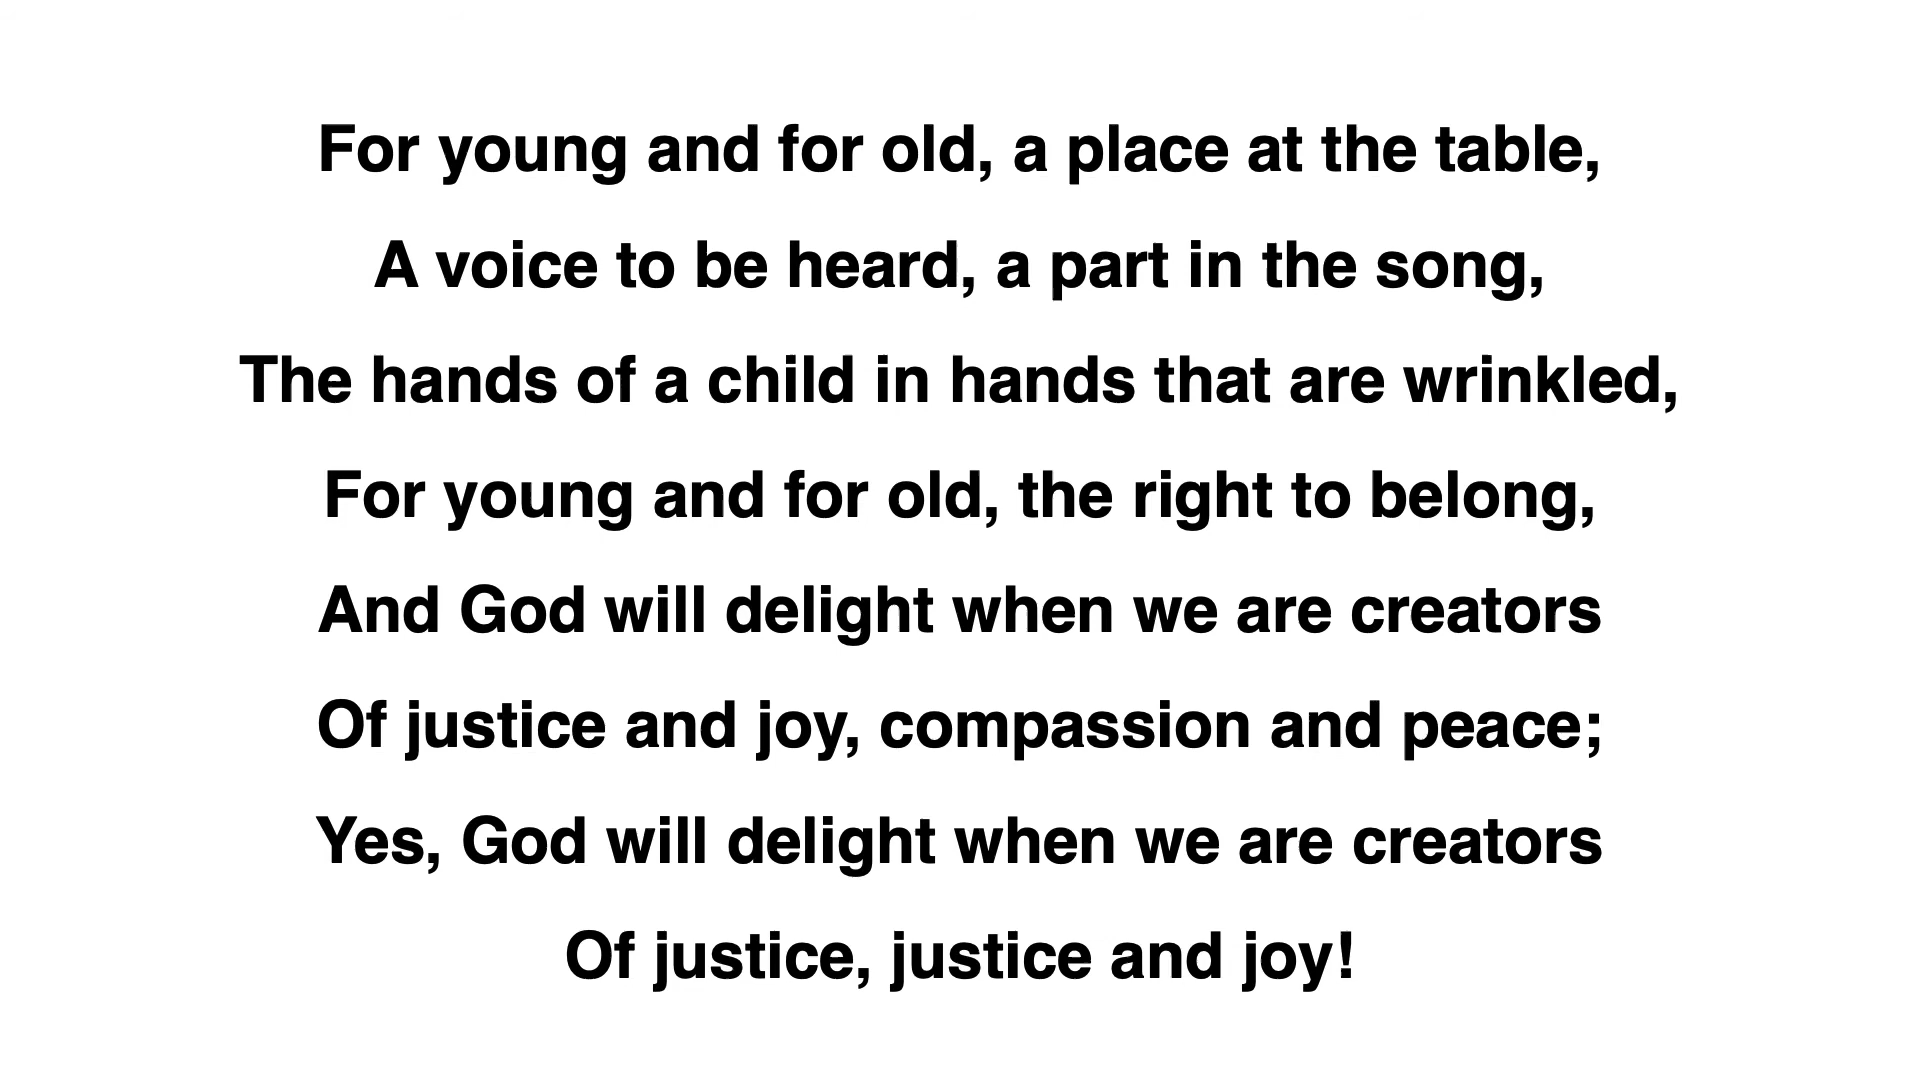 For young and for old, a place at the table,
A voice to be heard, a part in the song,
The hands of a child in hands that are wrinkled,
For young and for old, the right to belong,
And God will delight when we are creators
Of justice and joy, compassion and peace;
Yes, God will delight when we are creators
Of justice, justice and joy!